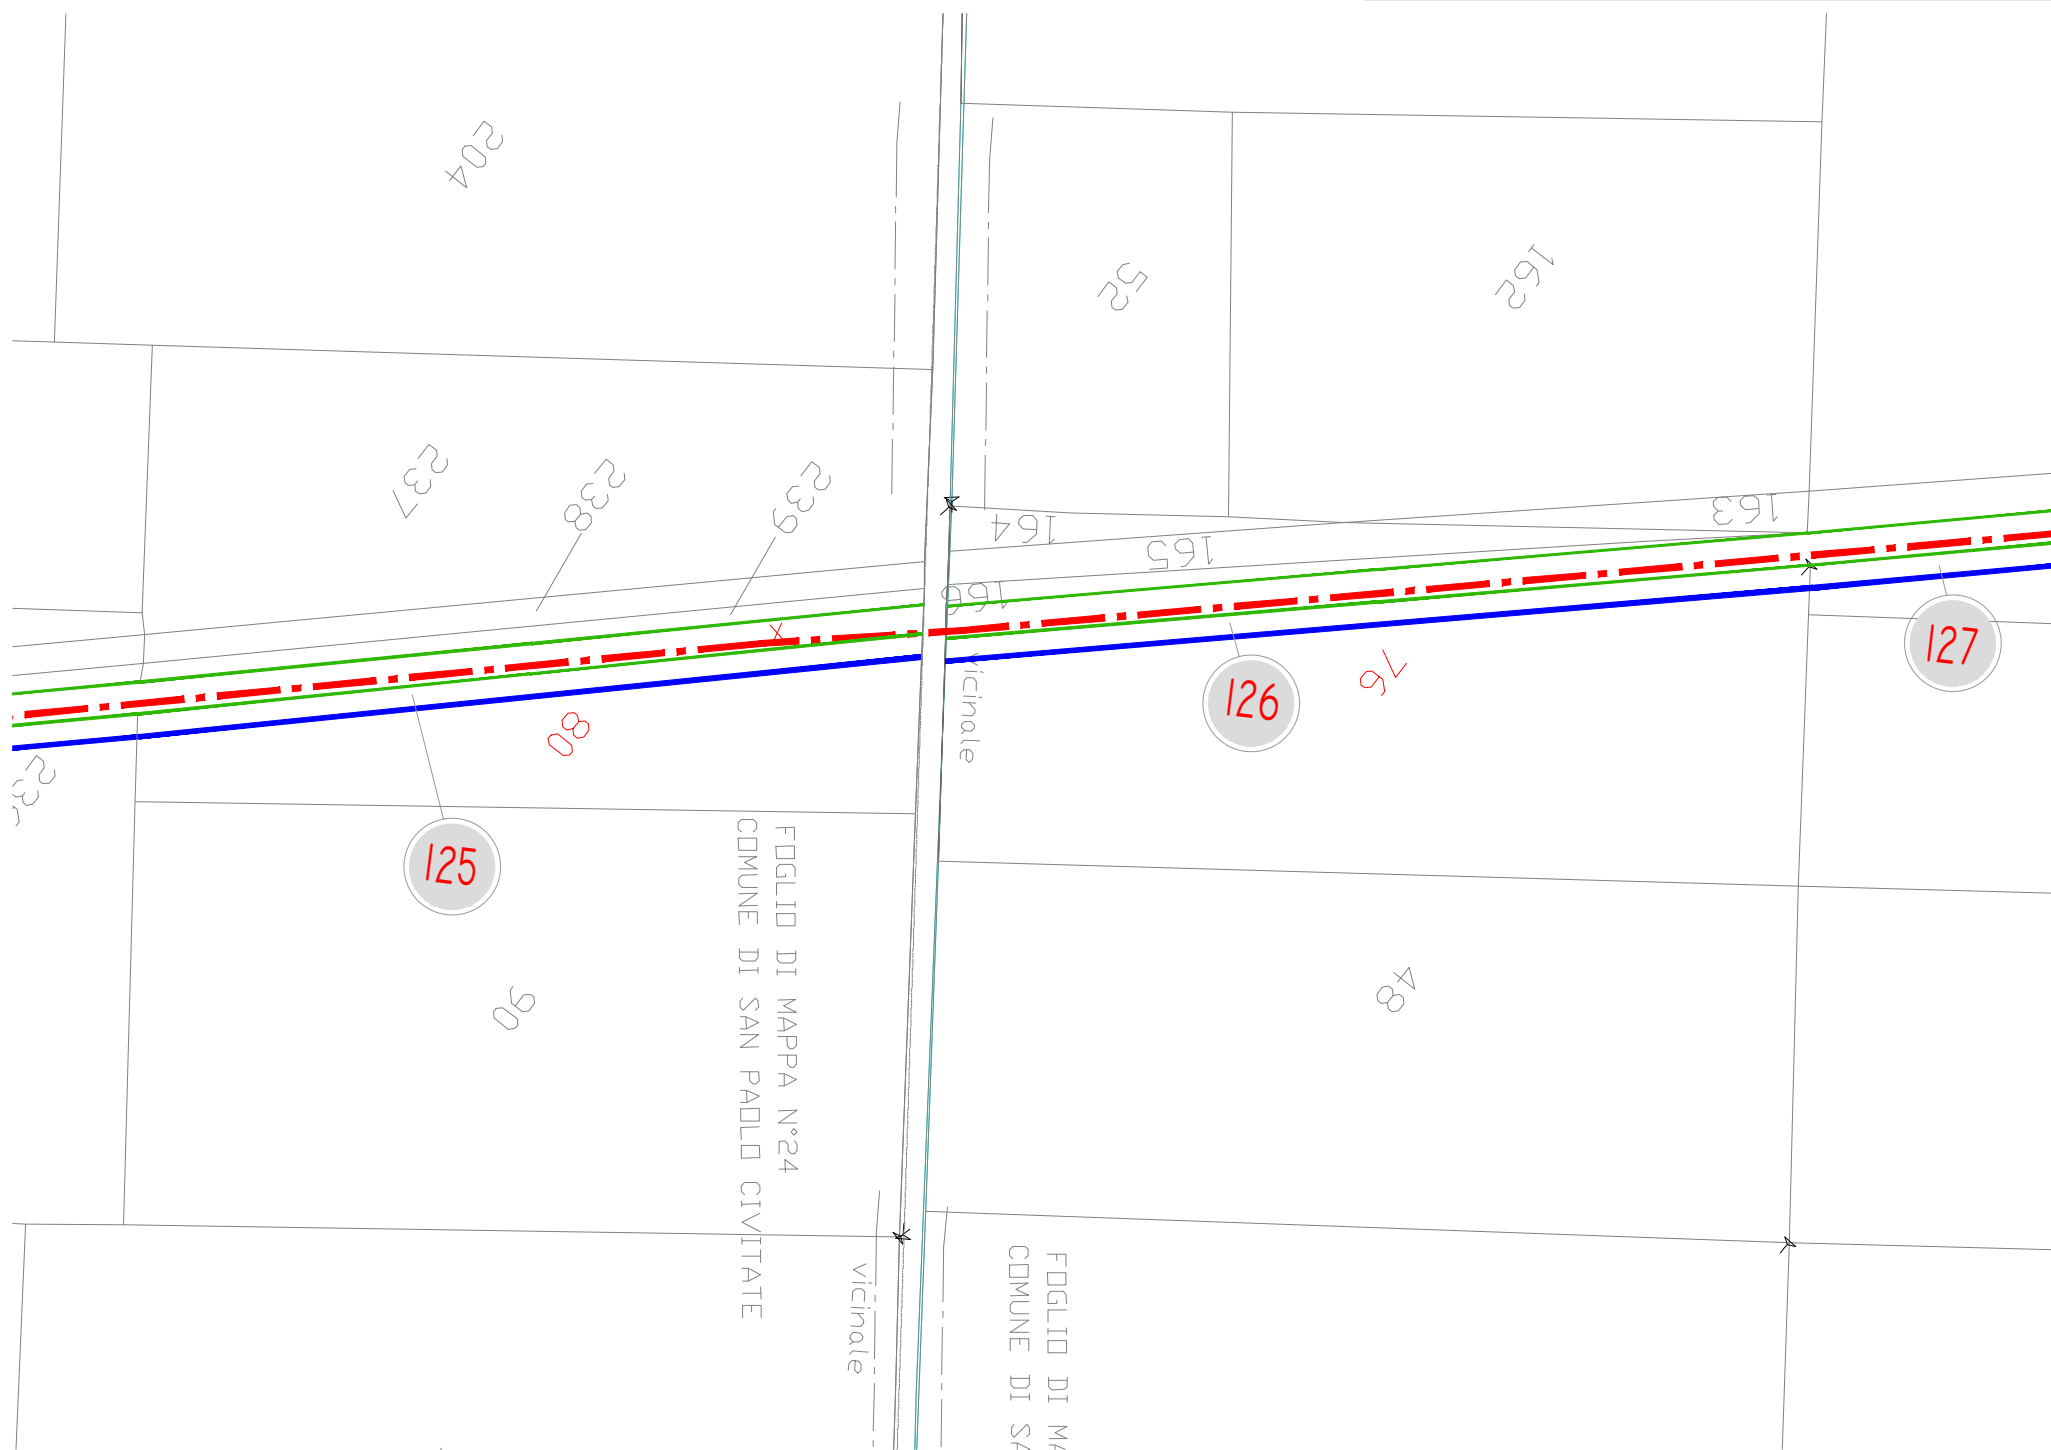 204
52
162
237
238
239
164
165
163
166
80
76
vicinale
125
126
127
90
48
FOGLIO DI MAPPA N°24
COMUNE DI SAN PAOLO CIVITATE
vicinale
FOGLIO DI MA
COMUNE DI SA